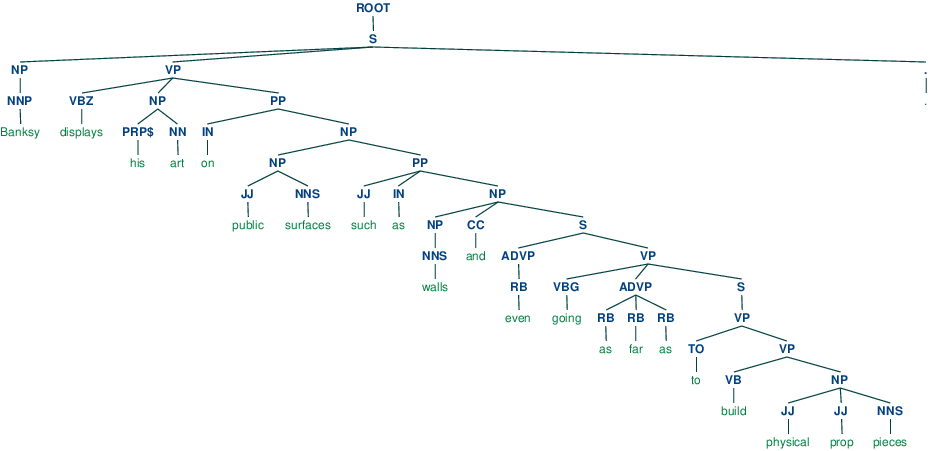 ROOT
S
NP VP .
NNP VBZ NP PP .
Banksy displays PRP$ NN IN NP
his art on NP PP
JJ NNS JJ IN NP
public surfaces such as NP CC S
NNS and ADVP VP
walls RB VBG ADVP S
even going RB RB RB VP
as far as TO VP
to VB NP
build JJ JJ NNS
physical prop pieces